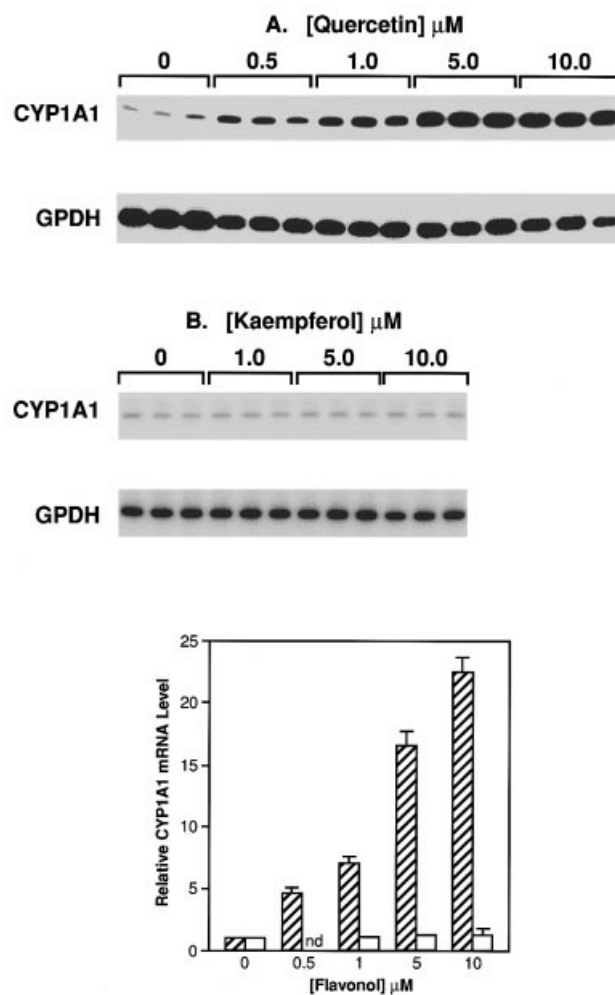 A. [Quercetin] μM
0 0.5 1.0 5.0 10.0
CYP1A1
GPDH
B. [Kaempferol] μM
0 1.0 5.0 10.0
CYP1A1
GPDH
Relative CYP1A1 mRNA Level
25
20
15
10
5
0
nd
0 0.5 1 5 10
[Flavonol] μM